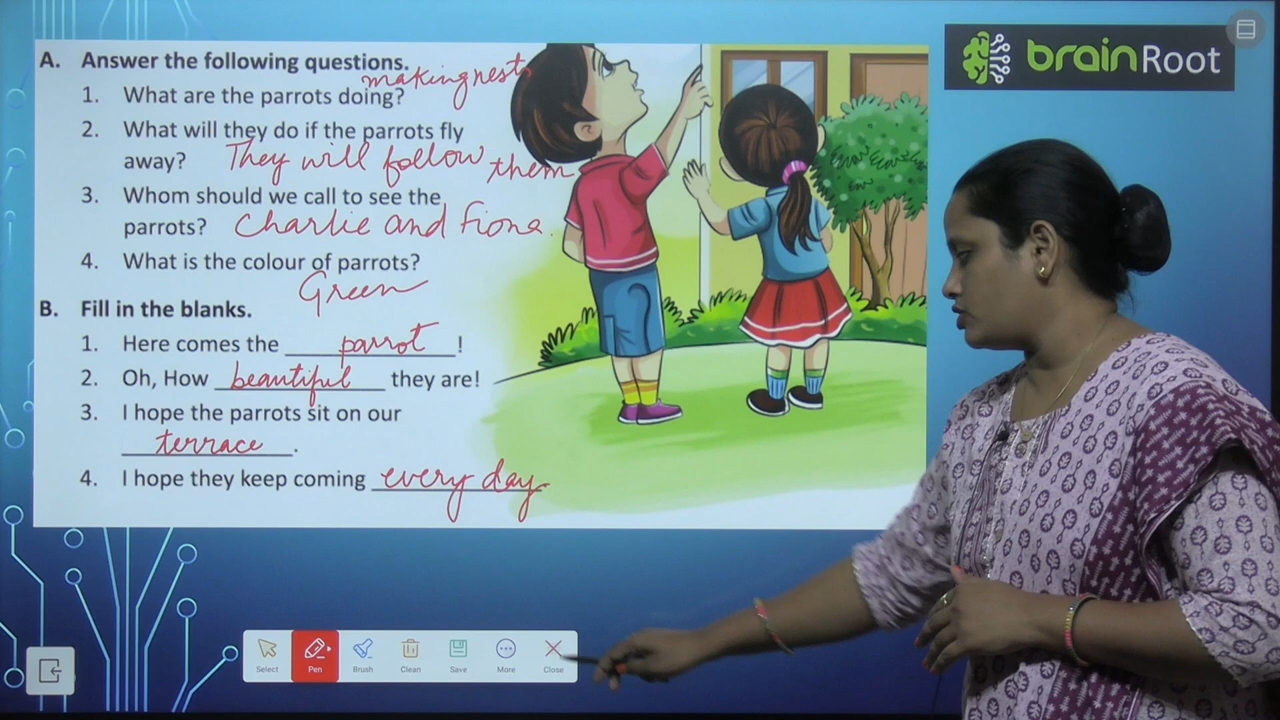 brainRoot
A. Answer the following questions.
making nests
1. What are the parrots doing?
2. What will they do if the parrots fly
away? They will follow them
3. Whom should we call to see the
parrots? Charlie and Fiona.
4. What is the colour of parrots?
Green
B. Fill in the blanks.
1. Here comes the parrot!
2. Oh, How beautiful they are!
3. I hope the parrots sit on our
terrace.
4. I hope they keep coming every day.
Select Pen Brush Clean Save More Close